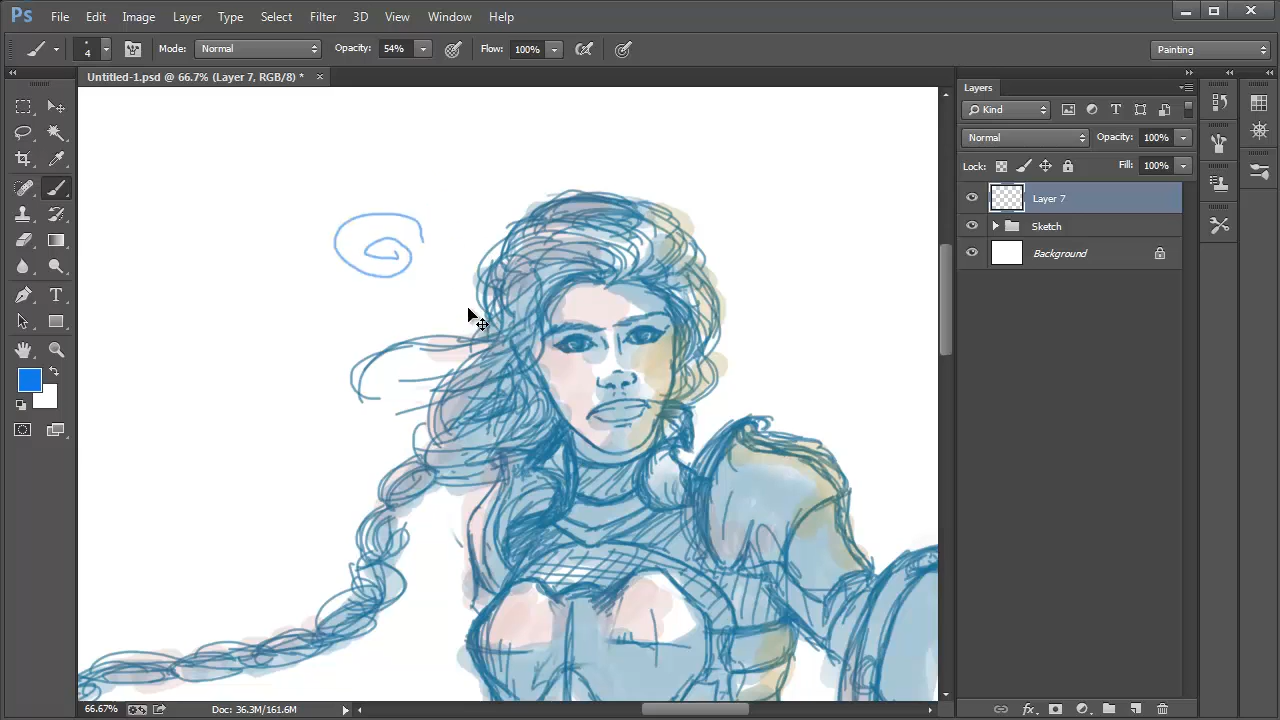 Ps File Edit Image Layer Type Select Filter 3D View Window Help
4 Mode: Normal Opacity: 54% Flow: 100% Painting
Untitled-1.psd @ 66.7% (Layer 7, RGB/8) *
Layers
Kind
Normal Opacity: 100%
Lock: Fill: 100%
Layer 7
Sketch
Background
66.67% Doc: 36.3M/161.6M